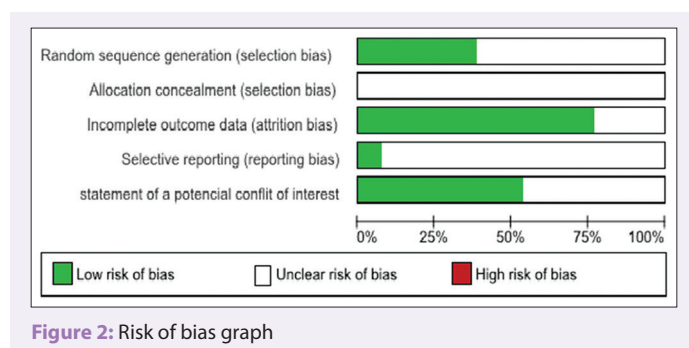 Random sequence generation (selection bias)
Allocation concealment (selection bias)
Incomplete outcome data (attrition bias)
Selective reporting (reporting bias)
statement of a potencial conflit of interest
0% 25% 50% 75% 100%
Low risk of bias Unclear risk of bias High risk of bias
Figure 2: Risk of bias graph